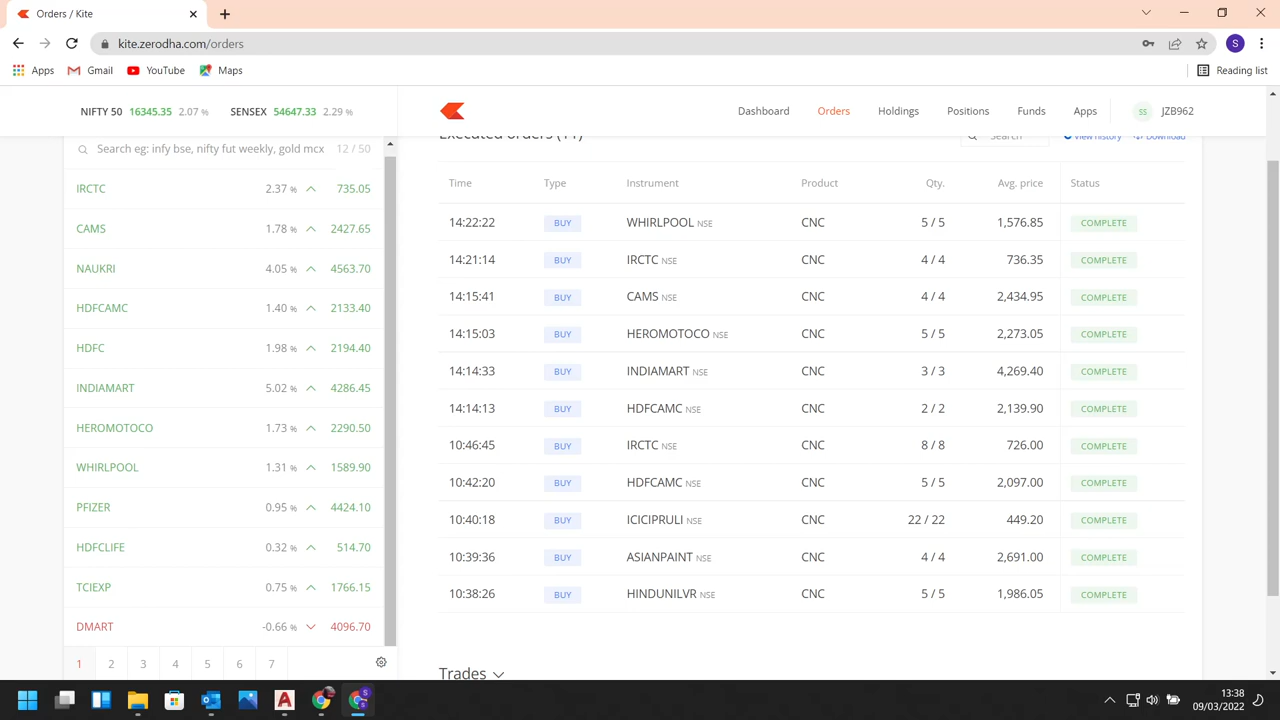 Orders / Kite
kite.zerodha.com/orders
Apps
Gmail
YouTube
Maps
Reading list
S
NIFTY 50 16345.35 2.07 % SENSEX 54647.33 2.29 %
Dashboard Orders Holdings Positions Funds Apps SS JZB962
Search eg: infy bse, nifty fut weekly, gold mcx 12 / 50
IRCTC 2.37 % 735.05
CAMS 1.78 % 2427.65
NAUKRI 4.05 % 4563.70
HDFCAMC 1.40 % 2133.40
HDFC 1.98 % 2194.40
INDIAMART 5.02 % 4286.45
HEROMOTOCO 1.73 % 2290.50
WHIRLPOOL 1.31 % 1589.90
PFIZER 0.95 % 4424.10
HDFCLIFE 0.32 % 514.70
TCIEXP 0.75 % 1766.15
DMART -0.66 % 4096.70
1 2 3 4 5 6 7
Executed orders (11) Search View history Download
Time Type Instrument Product Qty. Avg. price Status
14:22:22 BUY WHIRLPOOL NSE CNC 5 / 5 1,576.85 COMPLETE
14:21:14 BUY IRCTC NSE CNC 4 / 4 736.35 COMPLETE
14:15:41 BUY CAMS NSE CNC 4 / 4 2,434.95 COMPLETE
14:15:03 BUY HEROMOTOCO NSE CNC 5 / 5 2,273.05 COMPLETE
14:14:33 BUY INDIAMART NSE CNC 3 / 3 4,269.40 COMPLETE
14:14:13 BUY HDFCAMC NSE CNC 2 / 2 2,139.90 COMPLETE
10:46:45 BUY IRCTC NSE CNC 8 / 8 726.00 COMPLETE
10:42:20 BUY HDFCAMC NSE CNC 5 / 5 2,097.00 COMPLETE
10:40:18 BUY ICICIPRULI NSE CNC 22 / 22 449.20 COMPLETE
10:39:36 BUY ASIANPAINT NSE CNC 4 / 4 2,691.00 COMPLETE
10:38:26 BUY HINDUNILVR NSE CNC 5 / 5 1,986.05 COMPLETE
Trades
13:38
09/03/2022